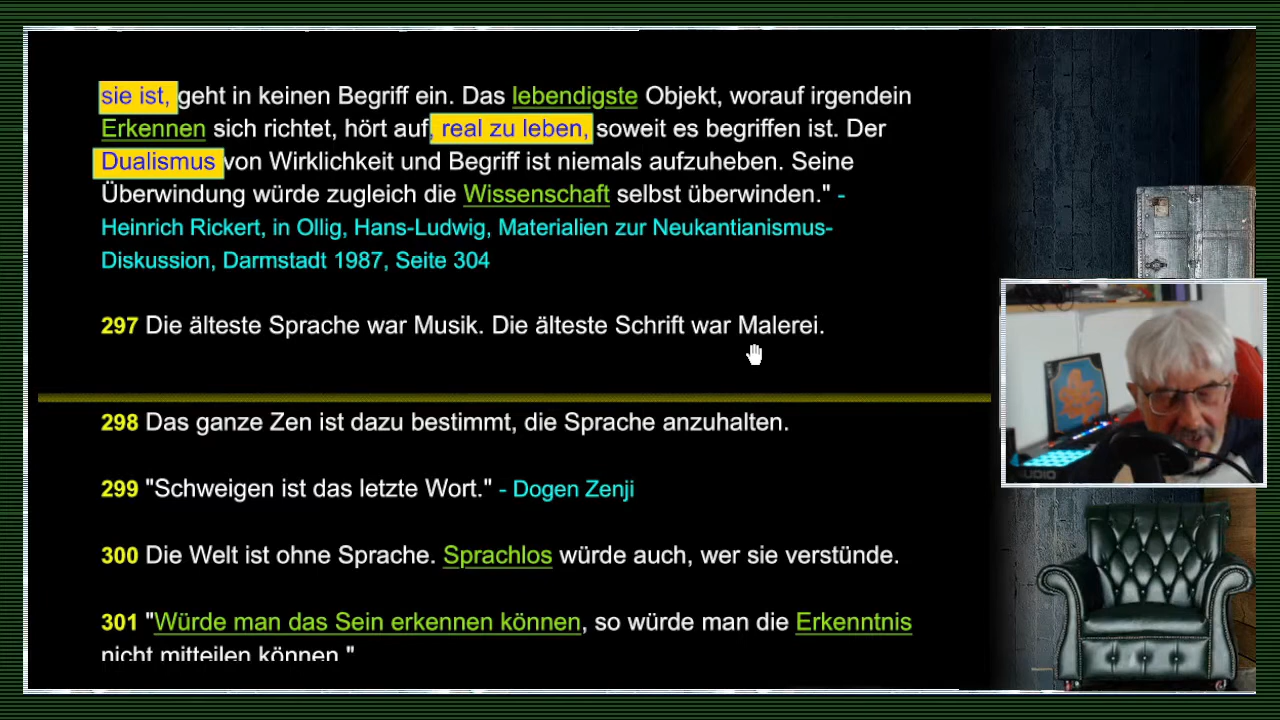 sie ist, geht in keinen Begriff ein. Das lebendigste Objekt, worauf irgendein
Erkennen sich richtet, hört auf, real zu leben, soweit es begriffen ist. Der
Dualismus von Wirklichkeit und Begriff ist niemals aufzuheben. Seine
Überwindung würde zugleich die Wissenschaft selbst überwinden." -
Heinrich Rickert, in Ollig, Hans-Ludwig, Materialien zur Neukantianismus-
Diskussion, Darmstadt 1987, Seite 304
297 Die älteste Sprache war Musik. Die älteste Schrift war Malerei.
298 Das ganze Zen ist dazu bestimmt, die Sprache anzuhalten.
299 "Schweigen ist das letzte Wort." - Dogen Zenji
300 Die Welt ist ohne Sprache. Sprachlos würde auch, wer sie verstünde.
301 "Würde man das Sein erkennen können, so würde man die Erkenntnis
nicht mitteilen können."